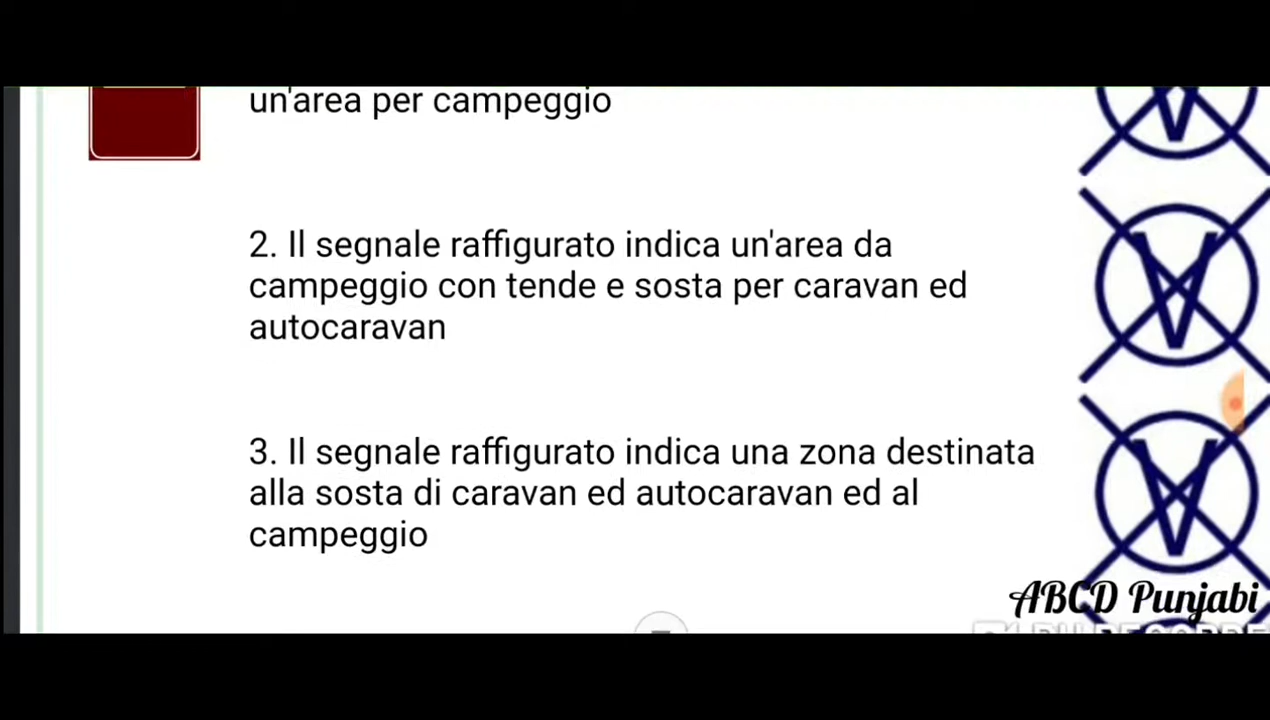 un'area per campeggio
2. Il segnale raffigurato indica un'area da
campeggio con tende e sosta per caravan ed
autocaravan
3. Il segnale raffigurato indica una zona destinata
alla sosta di caravan ed autocaravan ed al
campeggio
V
V
V
ABCD Punjabi